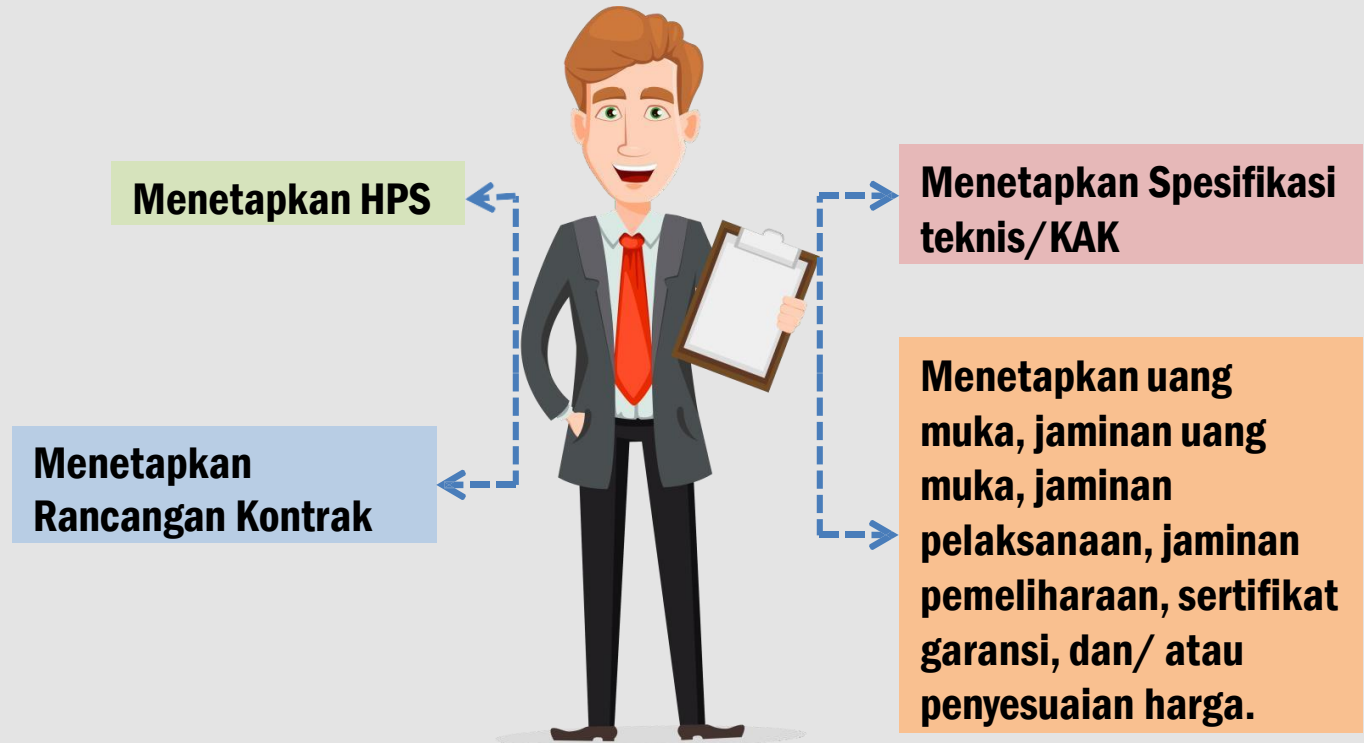 Menetapkan HPS
Menetapkan
Rancangan Kontrak
Menetapkan Spesifikasi
teknis/KAK
Menetapkan uang
muka, jaminan uang
muka, jaminan
pelaksanaan, jaminan
pemeliharaan, sertifikat
garansi, dan/ atau
penyesuaian harga.